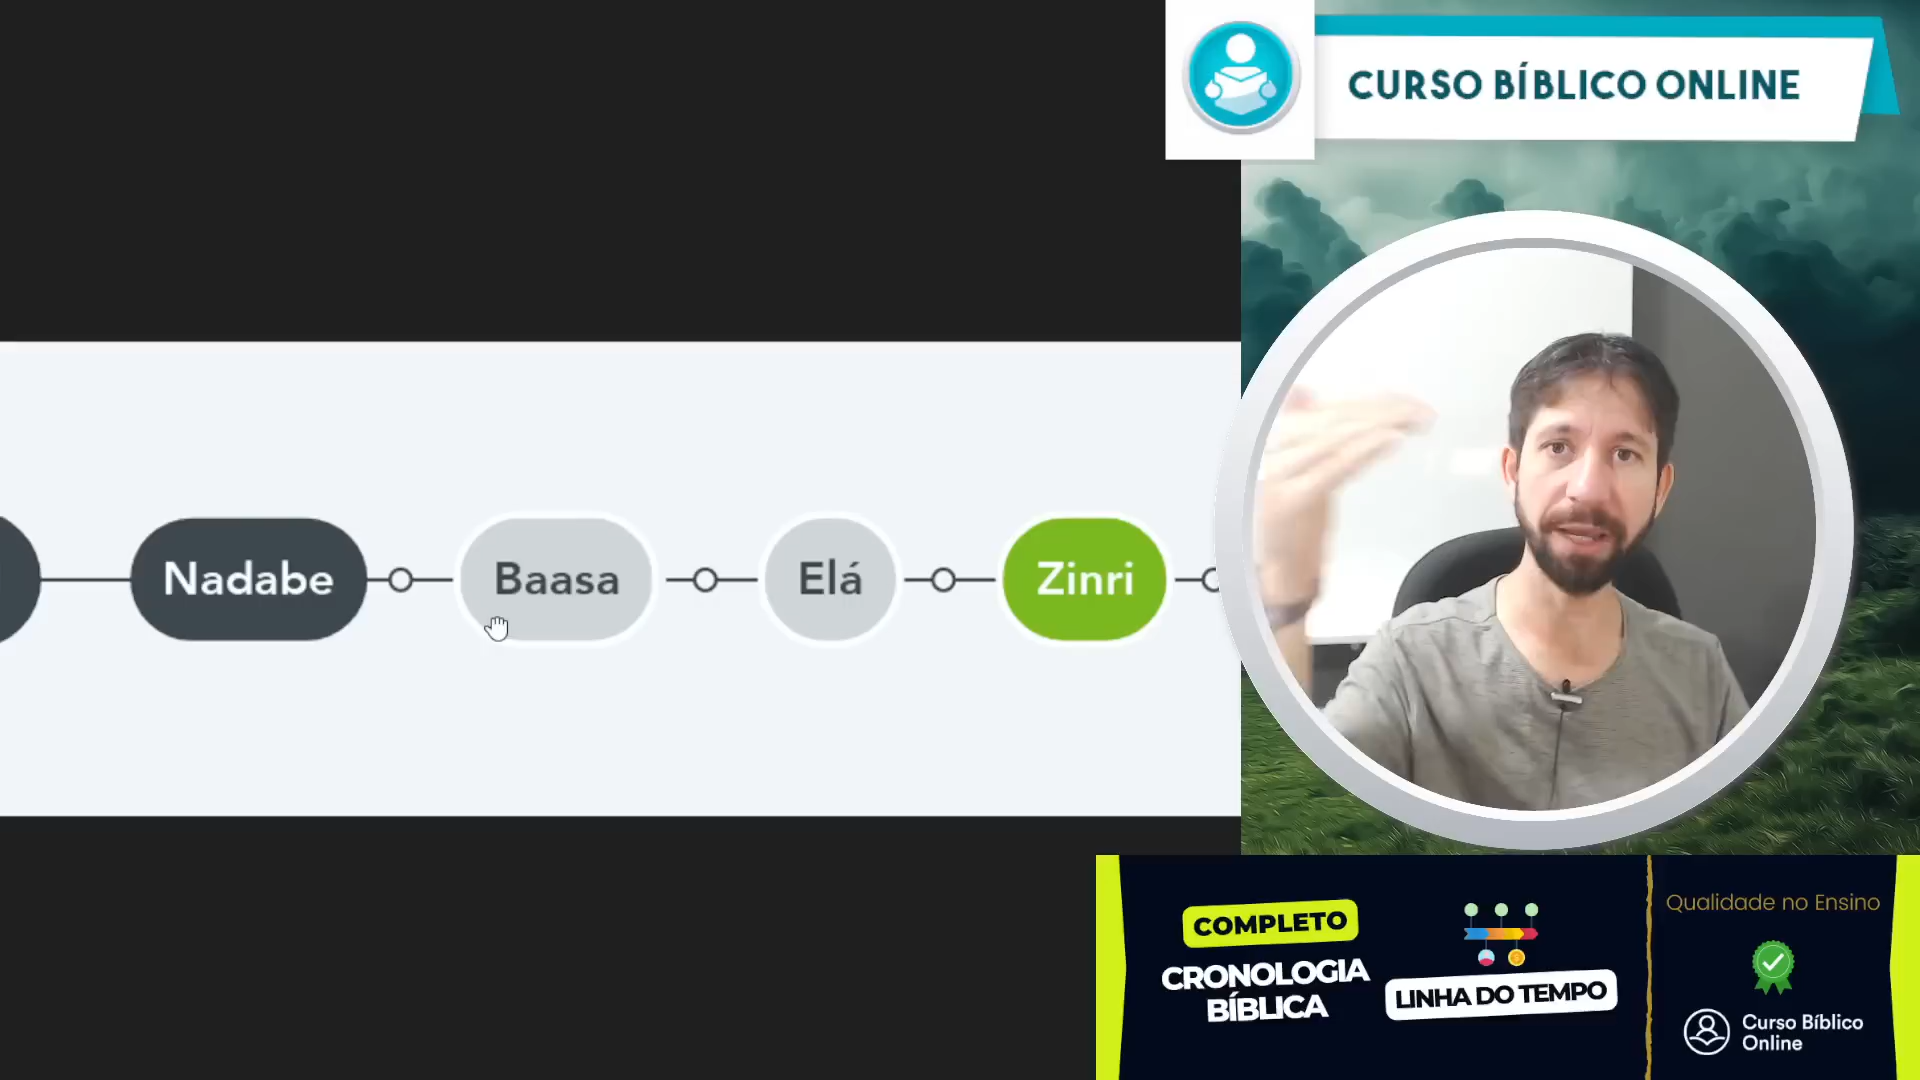 CURSO BÍBLICO ONLINE
Nadabe
Baasa
Elá
Zinri
COMPLETO
CRONOLOGIA
BÍBLICA
LINHA DO TEMPO
Qualidade no Ensino
Curso Bíblico
Online